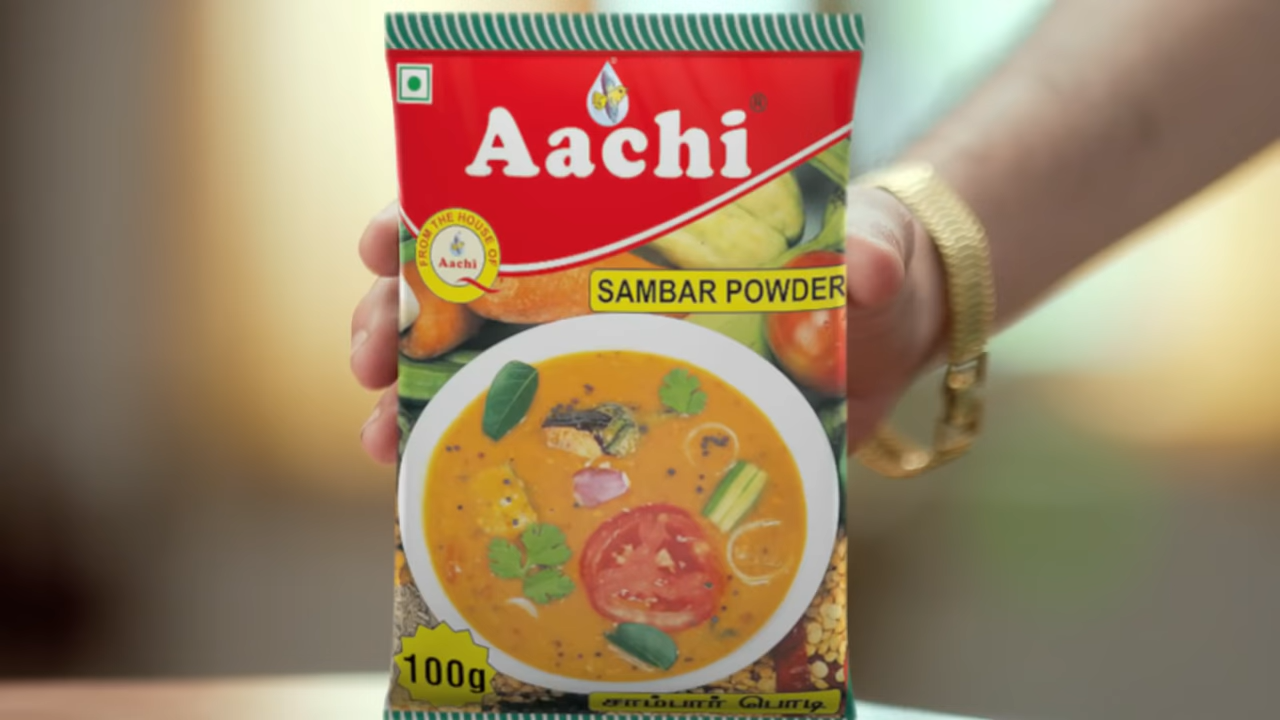 Aachi®
FROM THE HOUSE OF
Aachi
SAMBAR POWDER
100g
சாம்பார் பொடி